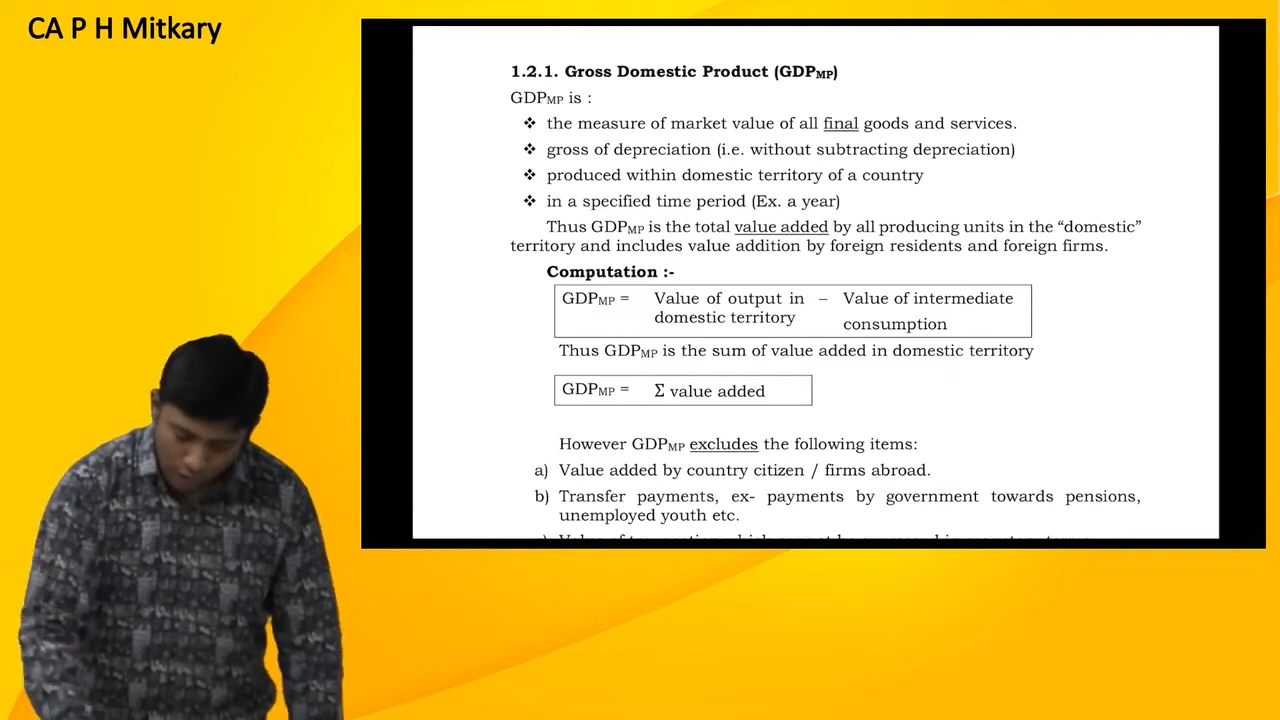 CA P H Mitkary
1.2.1. Gross Domestic Product (GDPMP)
GDPMP is :
❖ the measure of market value of all final goods and services.
❖ gross of depreciation (i.e. without subtracting depreciation)
❖ produced within domestic territory of a country
❖ in a specified time period (Ex. a year)
Thus GDPMP is the total value added by all producing units in the “domestic”
territory and includes value addition by foreign residents and foreign firms.
Computation :-
GDPMP = Value of output in – Value of intermediate
domestic territory
consumption
Thus GDPMP is the sum of value added in domestic territory
GDPMP = Σ value added
However GDPMP excludes the following items:
a) Value added by country citizen / firms abroad.
b) Transfer payments, ex- payments by government towards pensions,
unemployed youth etc.